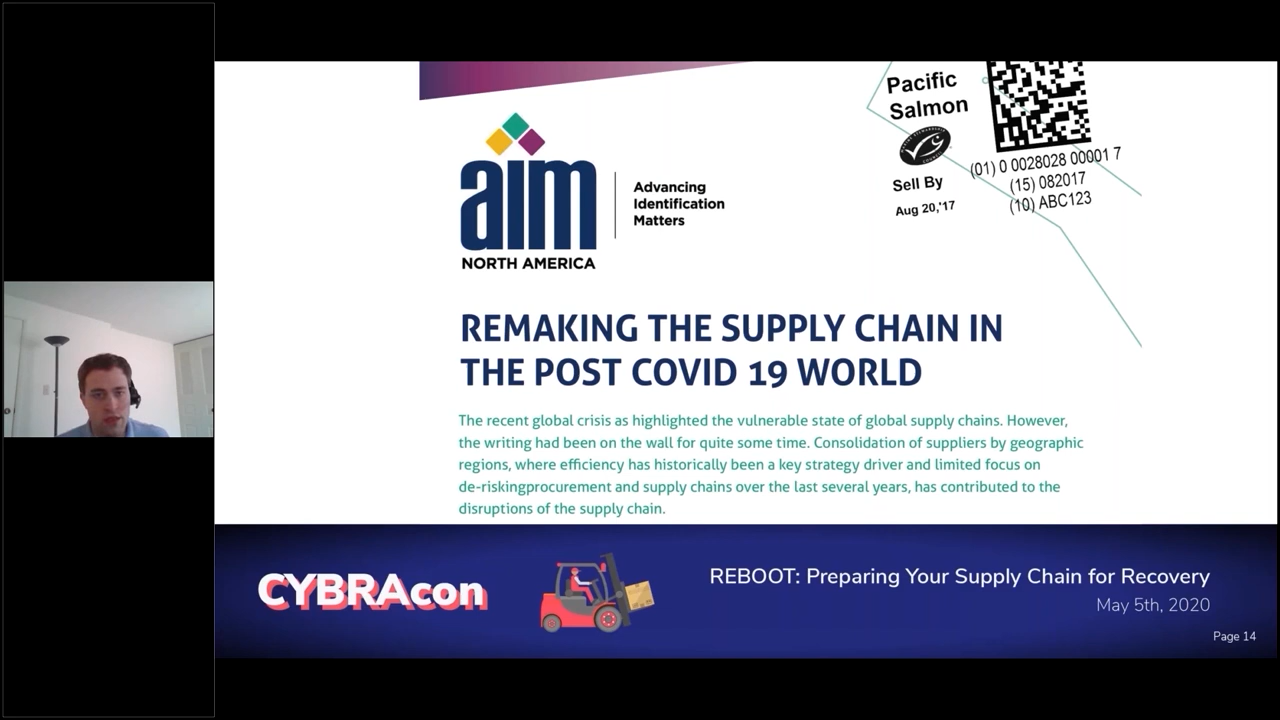 Pacific
Salmon
Sell By
Aug 20,'17
(01) 0 0028028 00001 7
(15) 082017
(10) ABC123
aim
NORTH AMERICA
Advancing
Identification
Matters
REMAKING THE SUPPLY CHAIN IN
THE POST COVID 19 WORLD
The recent global crisis as highlighted the vulnerable state of global supply chains. However,
the writing had been on the wall for quite some time. Consolidation of suppliers by geographic
regions, where efficiency has historically been a key strategy driver and limited focus on
de-riskingprocurement and supply chains over the last several years, has contributed to the
disruptions of the supply chain.
CYBRAcon
REBOOT: Preparing Your Supply Chain for Recovery
May 5th, 2020
Page 14